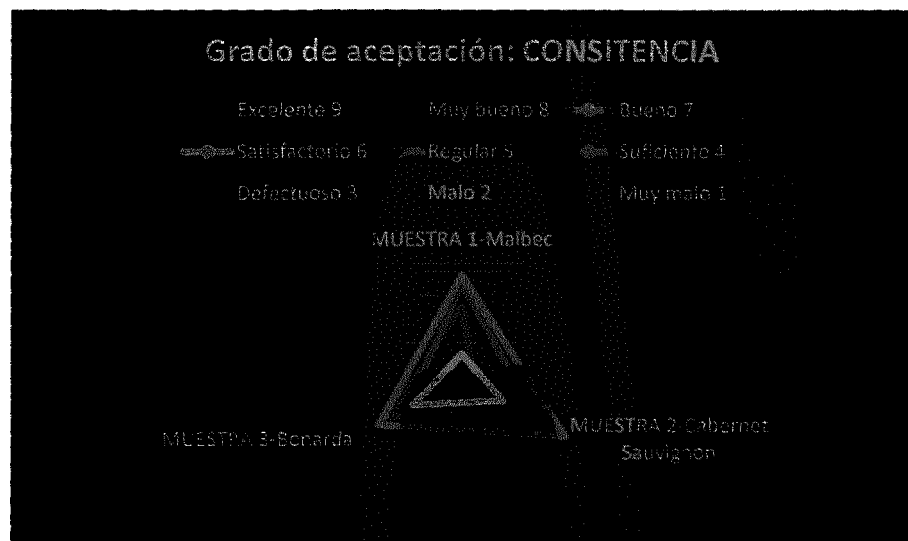 Grado de aceptación: CONSITENCIA
Excelente 9 Muy bueno 8 Bueno 7
Satisfactorio 6 Regular 5 Suficiente 4
Defectuoso 3 Malo 2 Muy malo 1
MUESTRA 1-Malbec
MUESTRA 3-Bonarda
MUESTRA 2-Cabernet
Sauvignon